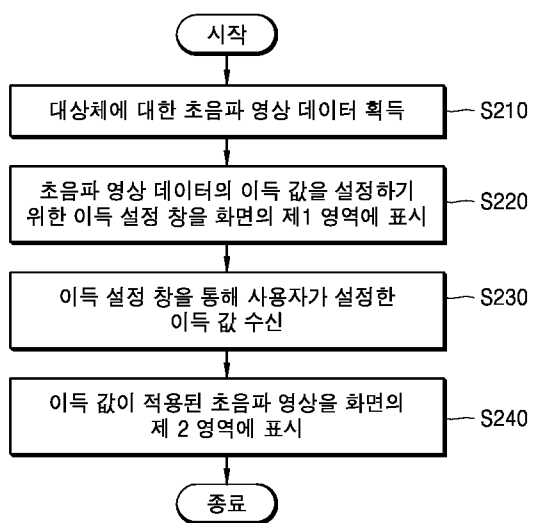 시작
대상체에 대한 초음파 영상 데이터 획득
S210
초음파 영상 데이터의 이득 값을 설정하기
위한 이득 설정 창을 화면의 제1 영역에 표시
S220
이득 설정 창을 통해 사용자가 설정한
이득 값 수신
S230
이득 값이 적용된 초음파 영상을 화면의
제 2 영역에 표시
S240
종료